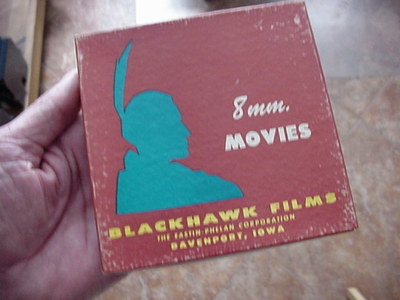 8mm.
MOVIES
BLACKHAWK FILMS
THE EASTIN-PHELAN CORPORATION
DAVENPORT, IOWA